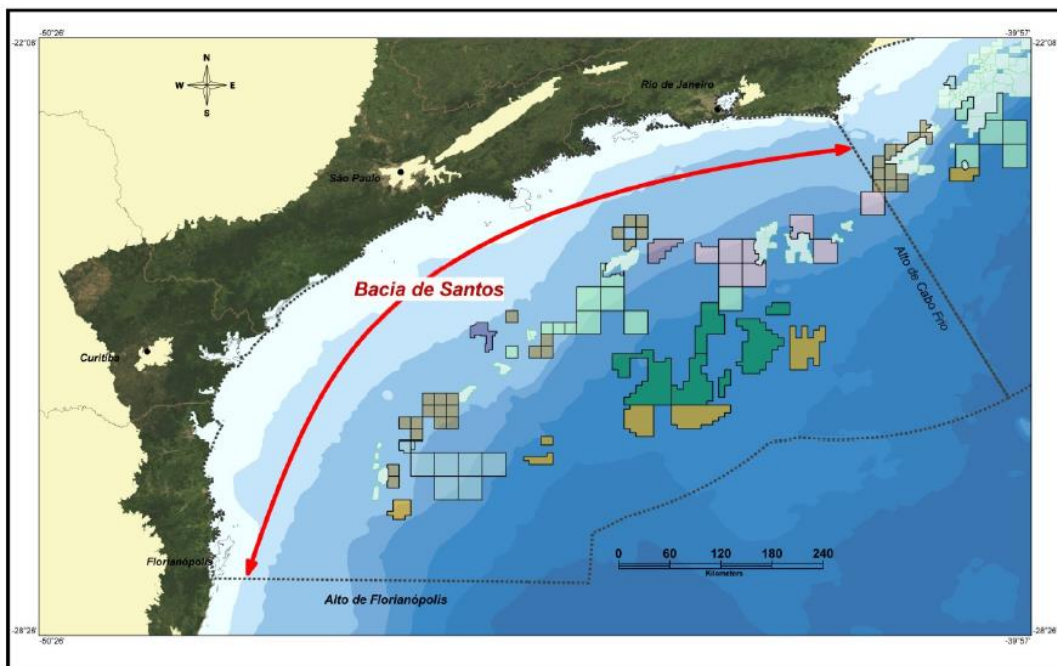 -50°26'
-39°57'
-22°08'
-22°08'
N
W E
S
Rio de Janeiro
São Paulo
Bacia de Santos
Alto de Cabo Frio
Curitiba
Florianópolis
Alto de Florianópolis
0 60 120 180 240
Kilometers
-28°26'
-28°26'
-50°26'
-39°57'